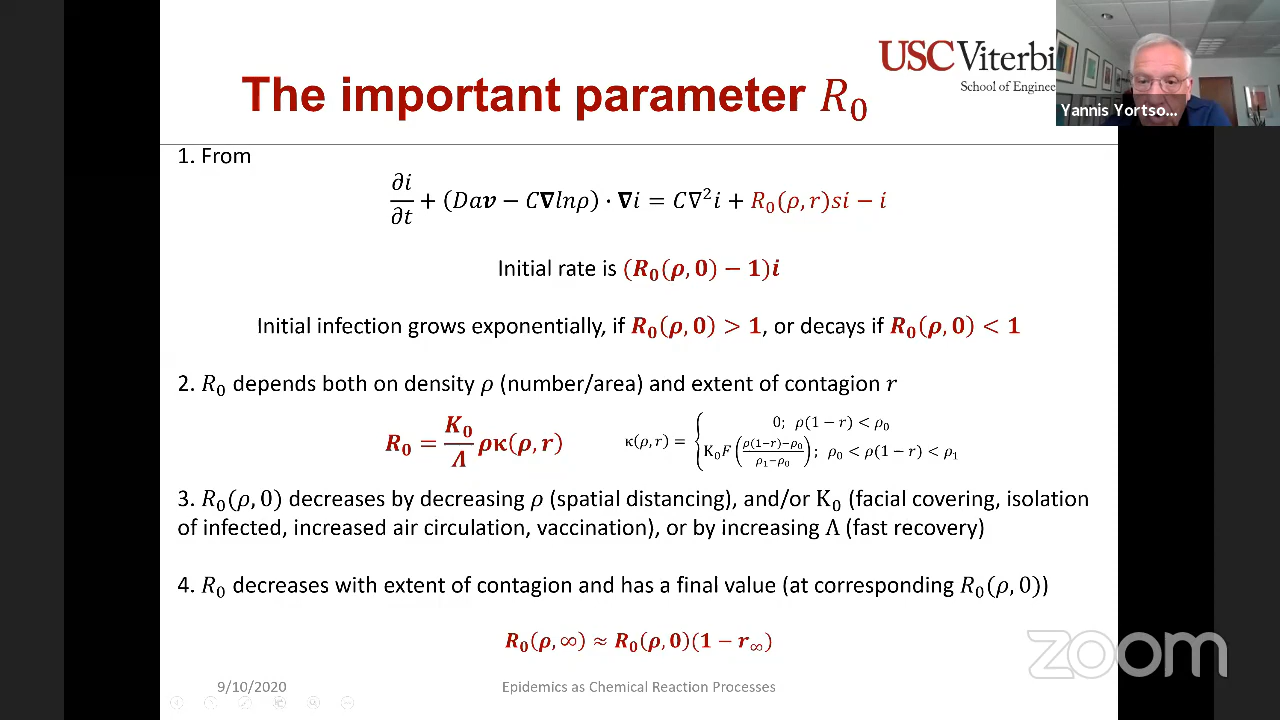 USC Viterbi
School of Enginee
Yannis Yortso...
The important parameter R₀
1. From
∂i/∂t + (Da𝒗 − C𝛁lnρ) · 𝛁i = C∇²i + R₀(ρ, r)si − i
Initial rate is (R₀(ρ, 0) − 1)i
Initial infection grows exponentially, if R₀(ρ, 0) > 1, or decays if R₀(ρ, 0) < 1
2. R₀ depends both on density ρ (number/area) and extent of contagion r
R₀ = K₀/Λ ρκ(ρ, r)
κ(ρ, r) = { 0; ρ(1 − r) < ρ₀
K₀F((ρ(1−r)−ρ₀)/(ρ₁−ρ₀)); ρ₀ < ρ(1 − r) < ρ₁
3. R₀(ρ, 0) decreases by decreasing ρ (spatial distancing), and/or K₀ (facial covering, isolation
of infected, increased air circulation, vaccination), or by increasing Λ (fast recovery)
4. R₀ decreases with extent of contagion and has a final value (at corresponding R₀(ρ, 0))
R₀(ρ, ∞) ≈ R₀(ρ, 0)(1 − r∞)
zoom
9/10/2020
Epidemics as Chemical Reaction Processes